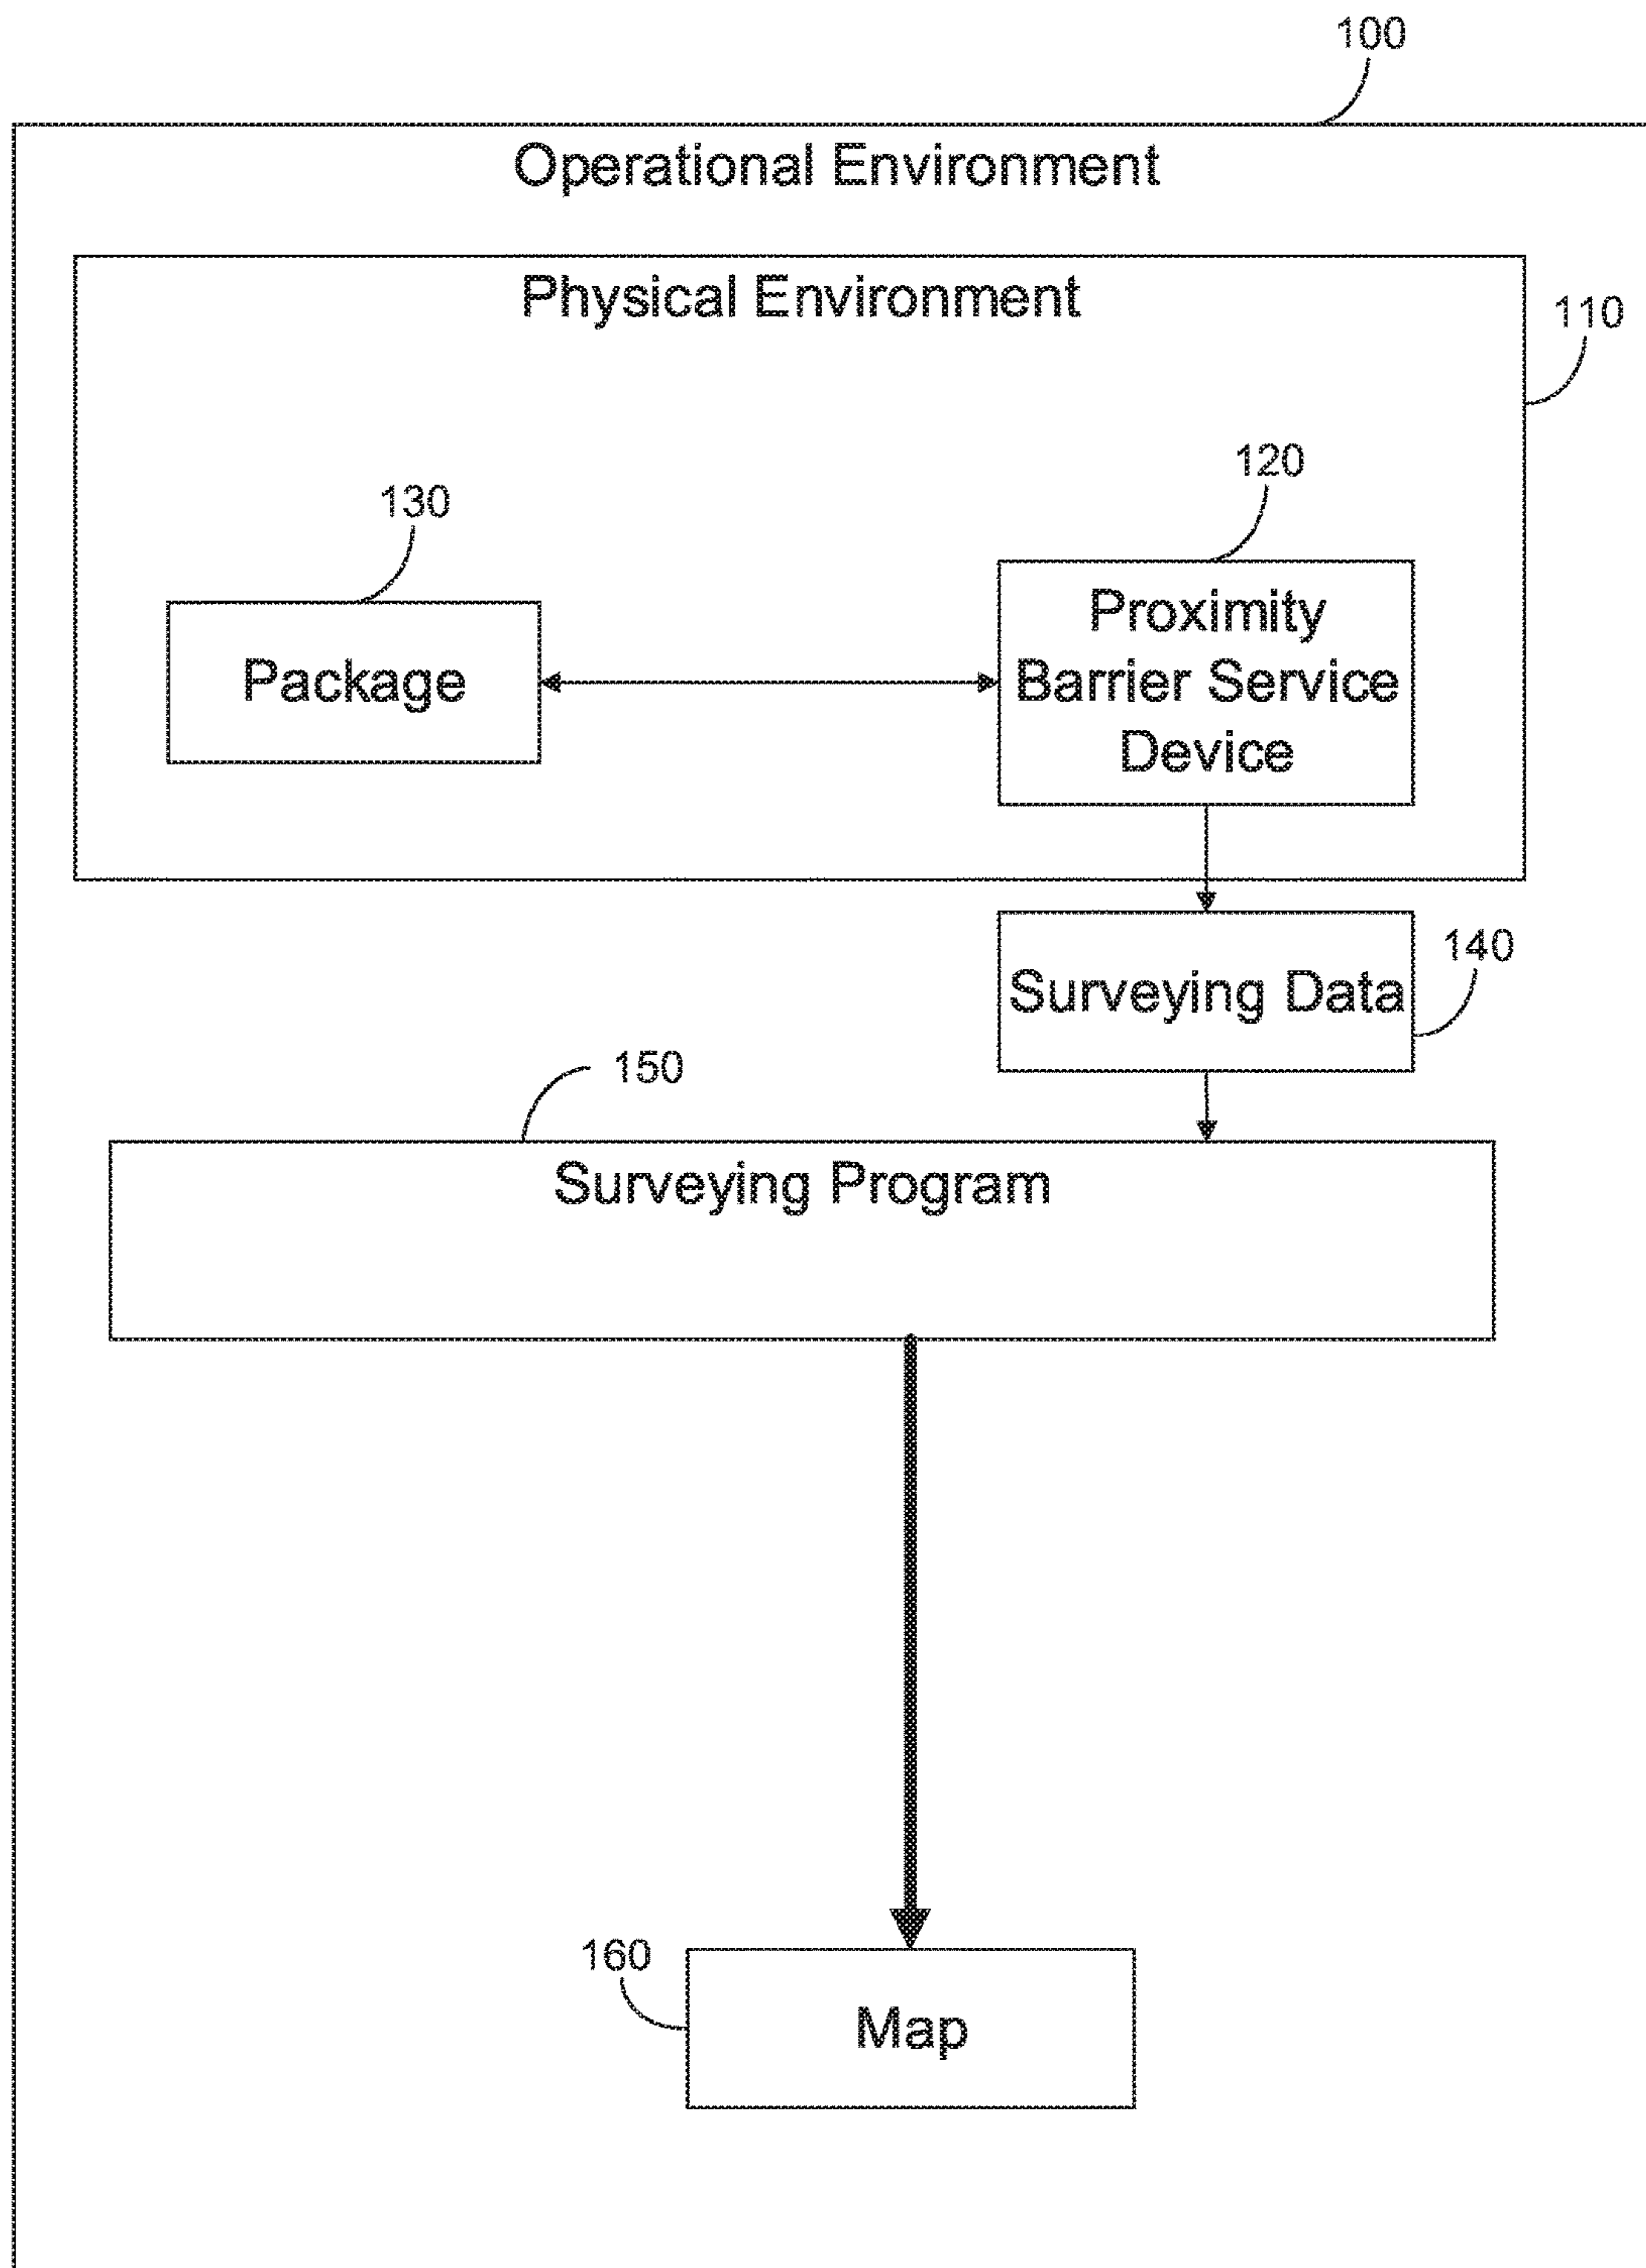 100
Operational Environment
Physical Environment
110
120
130
Proximity
Barrier Service
Device
Package
140
Surveying Data
150
Surveying Program
160
Map